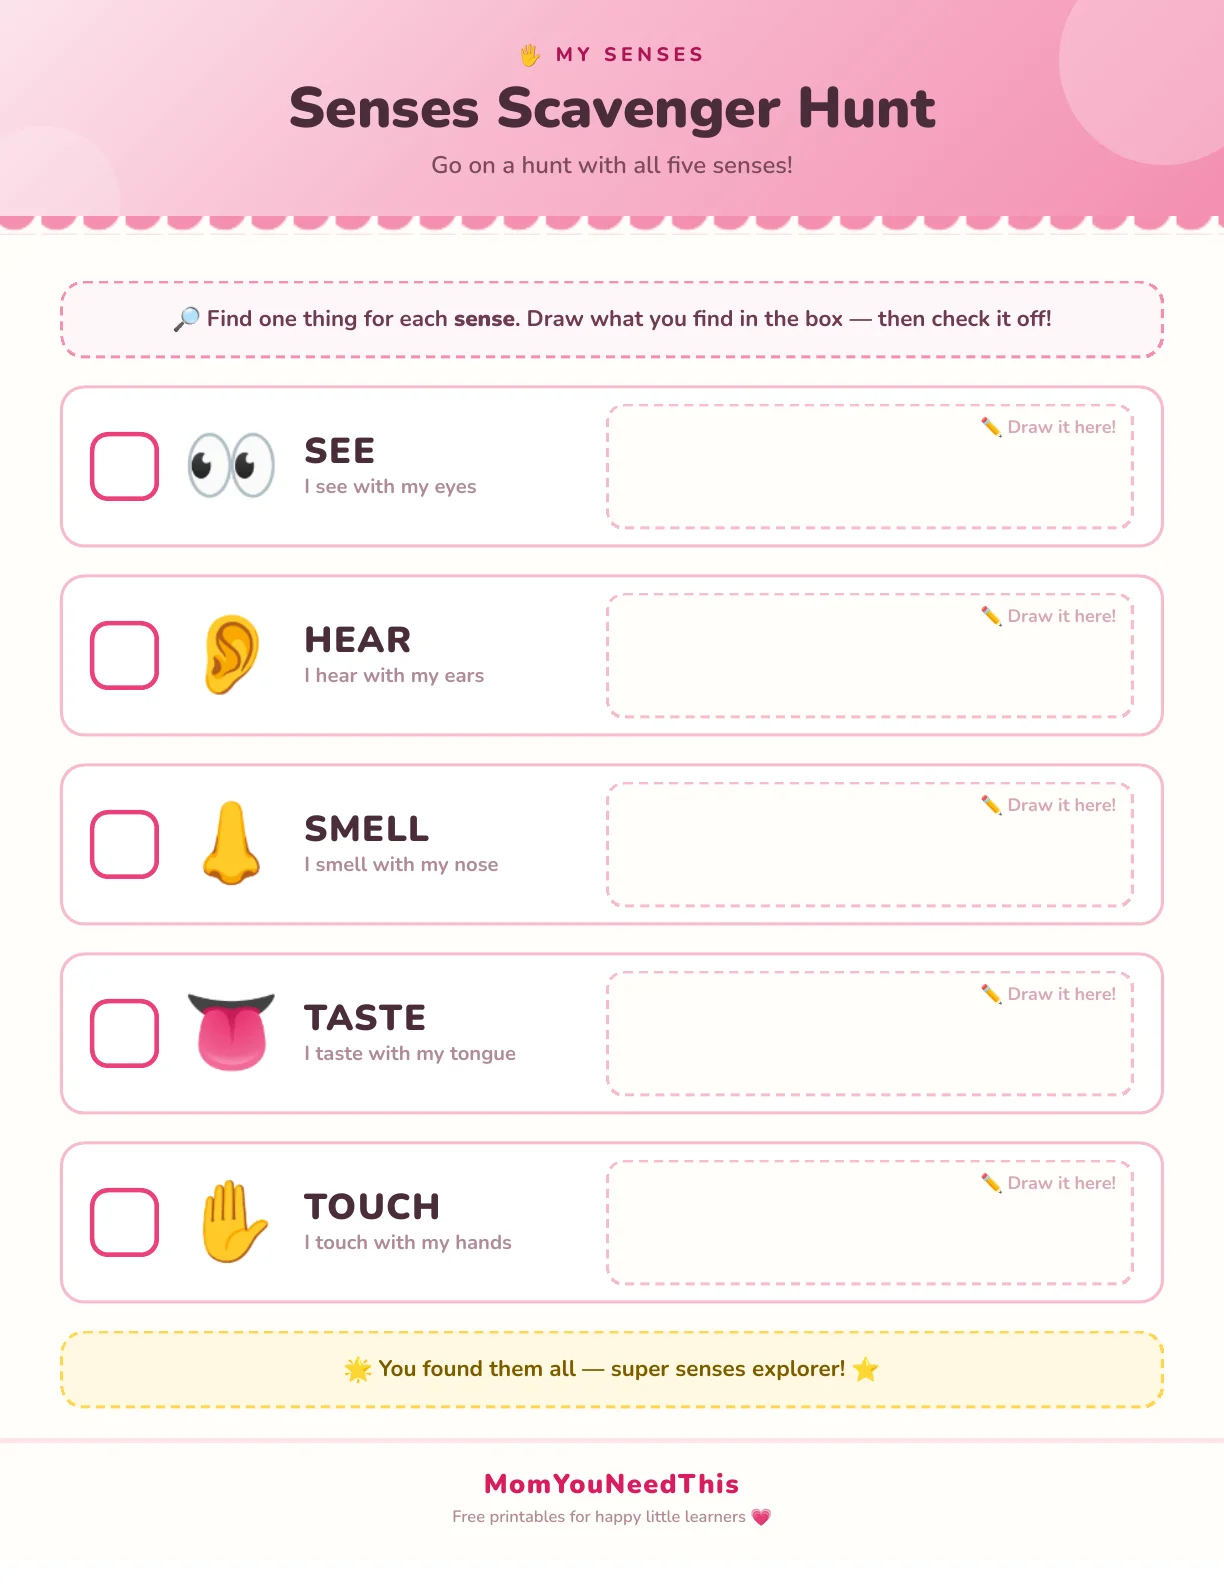 🖐 MY SENSES
Senses Scavenger Hunt
Go on a hunt with all five senses!
🔎 Find one thing for each sense. Draw what you find in the box — then check it off!
SEE
I see with my eyes
✏️ Draw it here!
HEAR
I hear with my ears
✏️ Draw it here!
SMELL
I smell with my nose
✏️ Draw it here!
TASTE
I taste with my tongue
✏️ Draw it here!
TOUCH
I touch with my hands
✏️ Draw it here!
🌟 You found them all — super senses explorer! ⭐
MomYouNeedThis
Free printables for happy little learners 💗